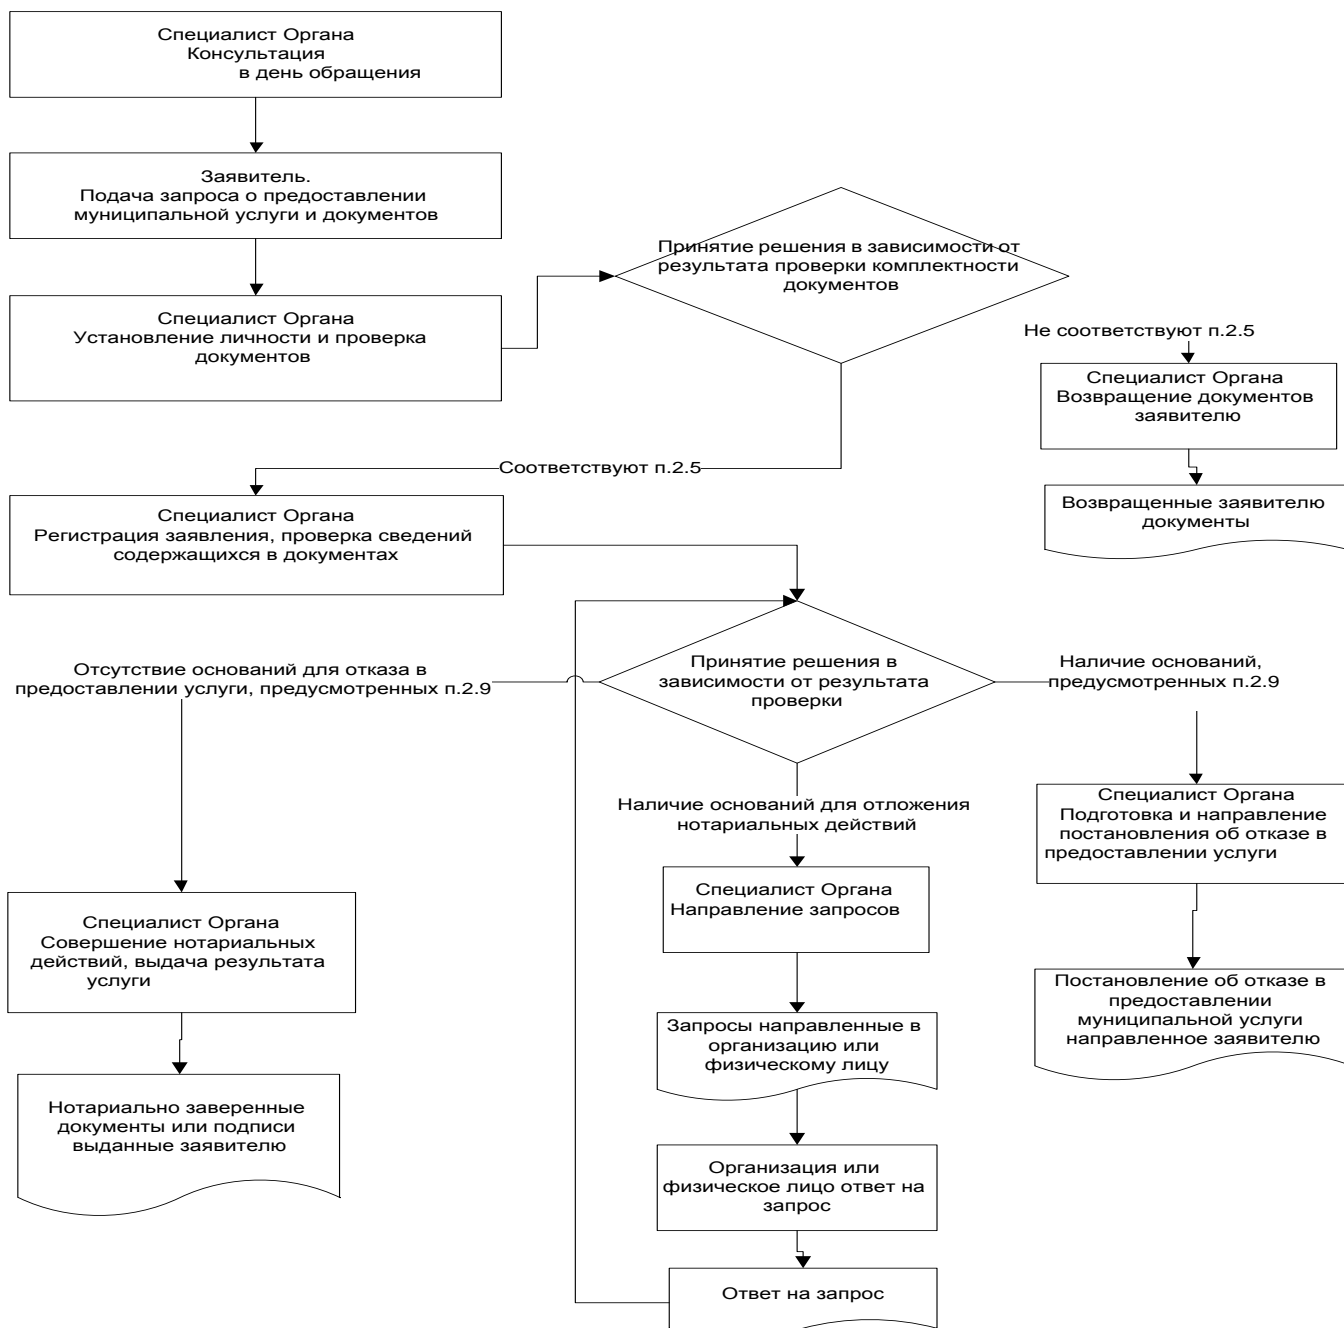 Специалист Органа
Консультация
в день обращения
Заявитель.
Подача запроса о предоставлении
муниципальной услуги и документов
Специалист Органа
Установление личности и проверка
документов
Принятие решения в зависимости от
результата проверки комплектности
документов
Не соответствуют п.2.5
Специалист Органа
Возвращение документов
заявителю
Возвращенные заявителю
документы
Соответствуют п.2.5
Специалист Органа
Регистрация заявления, проверка сведений
содержащихся в документах
Принятие решения в
зависимости от результата
проверки
Отсутствие оснований для отказа в
предоставлении услуги, предусмотренных п.2.9
Наличие оснований,
предусмотренных п.2.9
Наличие оснований для отложения
нотариальных действий
Специалист Органа
Подготовка и направление
постановления об отказе в
предоставлении услуги
Специалист Органа
Направление запросов
Специалист Органа
Совершение нотариальных
действий, выдача результата
услуги
Постановление об отказе в
предоставлении
муниципальной услуги
направленное заявителю
Запросы направленные в
организацию или
физическому лицу
Нотариально заверенные
документы или подписи
выданные заявителю
Организация или
физическое лицо ответ на
запрос
Ответ на запрос